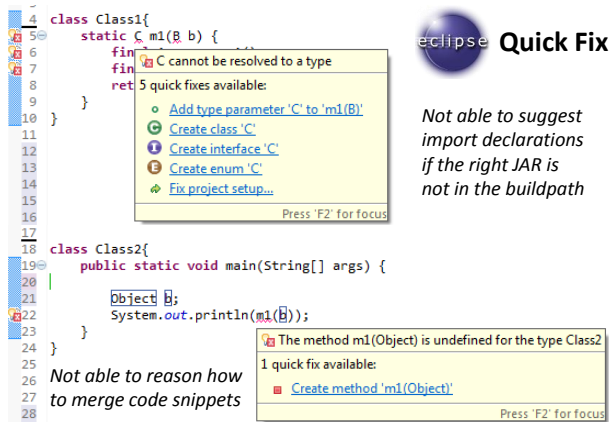 eclipse Quick Fix
4 class Class1{
5 static C m1(B b) {
6 fin
7 fin
8 ret
9 }
10 }
11
12
13
14
15
16
17
C cannot be resolved to a type
5 quick fixes available:
Add type parameter 'C' to 'm1(B)'
C Create class 'C'
I Create interface 'C'
E Create enum 'C'
Fix project setup...
Press 'F2' for focus
Not able to suggest
import declarations
if the right JAR is
not in the buildpath
18 class Class2{
19 public static void main(String[] args) {
20
21 Object b;
22 System.out.println(m1(b));
23 }
24 }
25
26
27
28
The method m1(Object) is undefined for the type Class2
1 quick fix available:
Create method 'm1(Object)'
Press 'F2' for focus
Not able to reason how
to merge code snippets